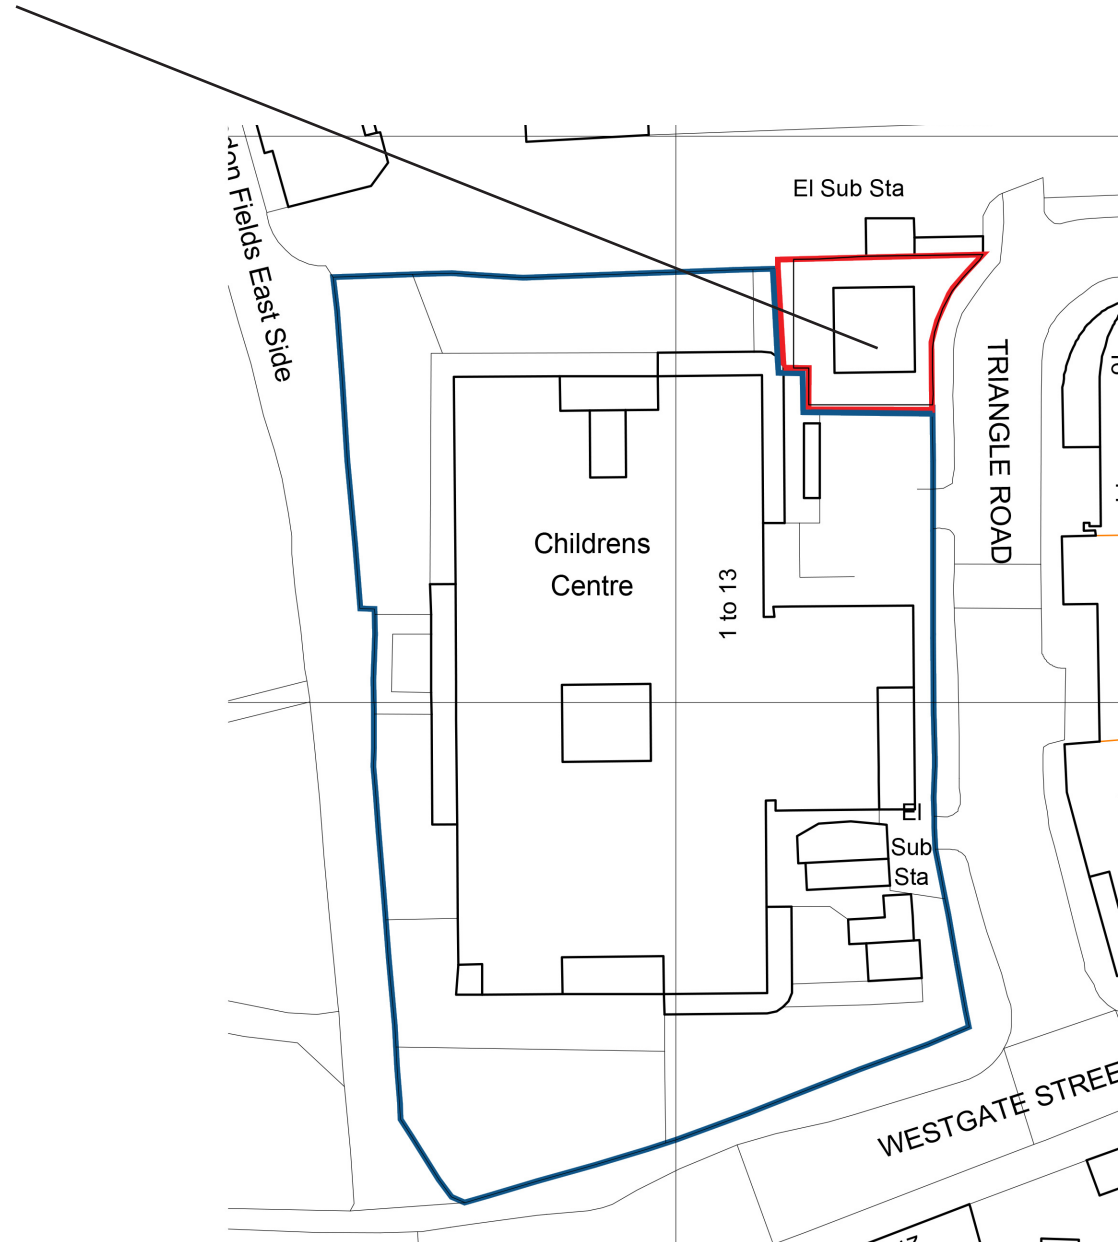 El Sub Sta
Fields East Side
TRIANGLE ROAD
Childrens
Centre
1 to 13
El
Sub
Sta
WESTGATE STREE